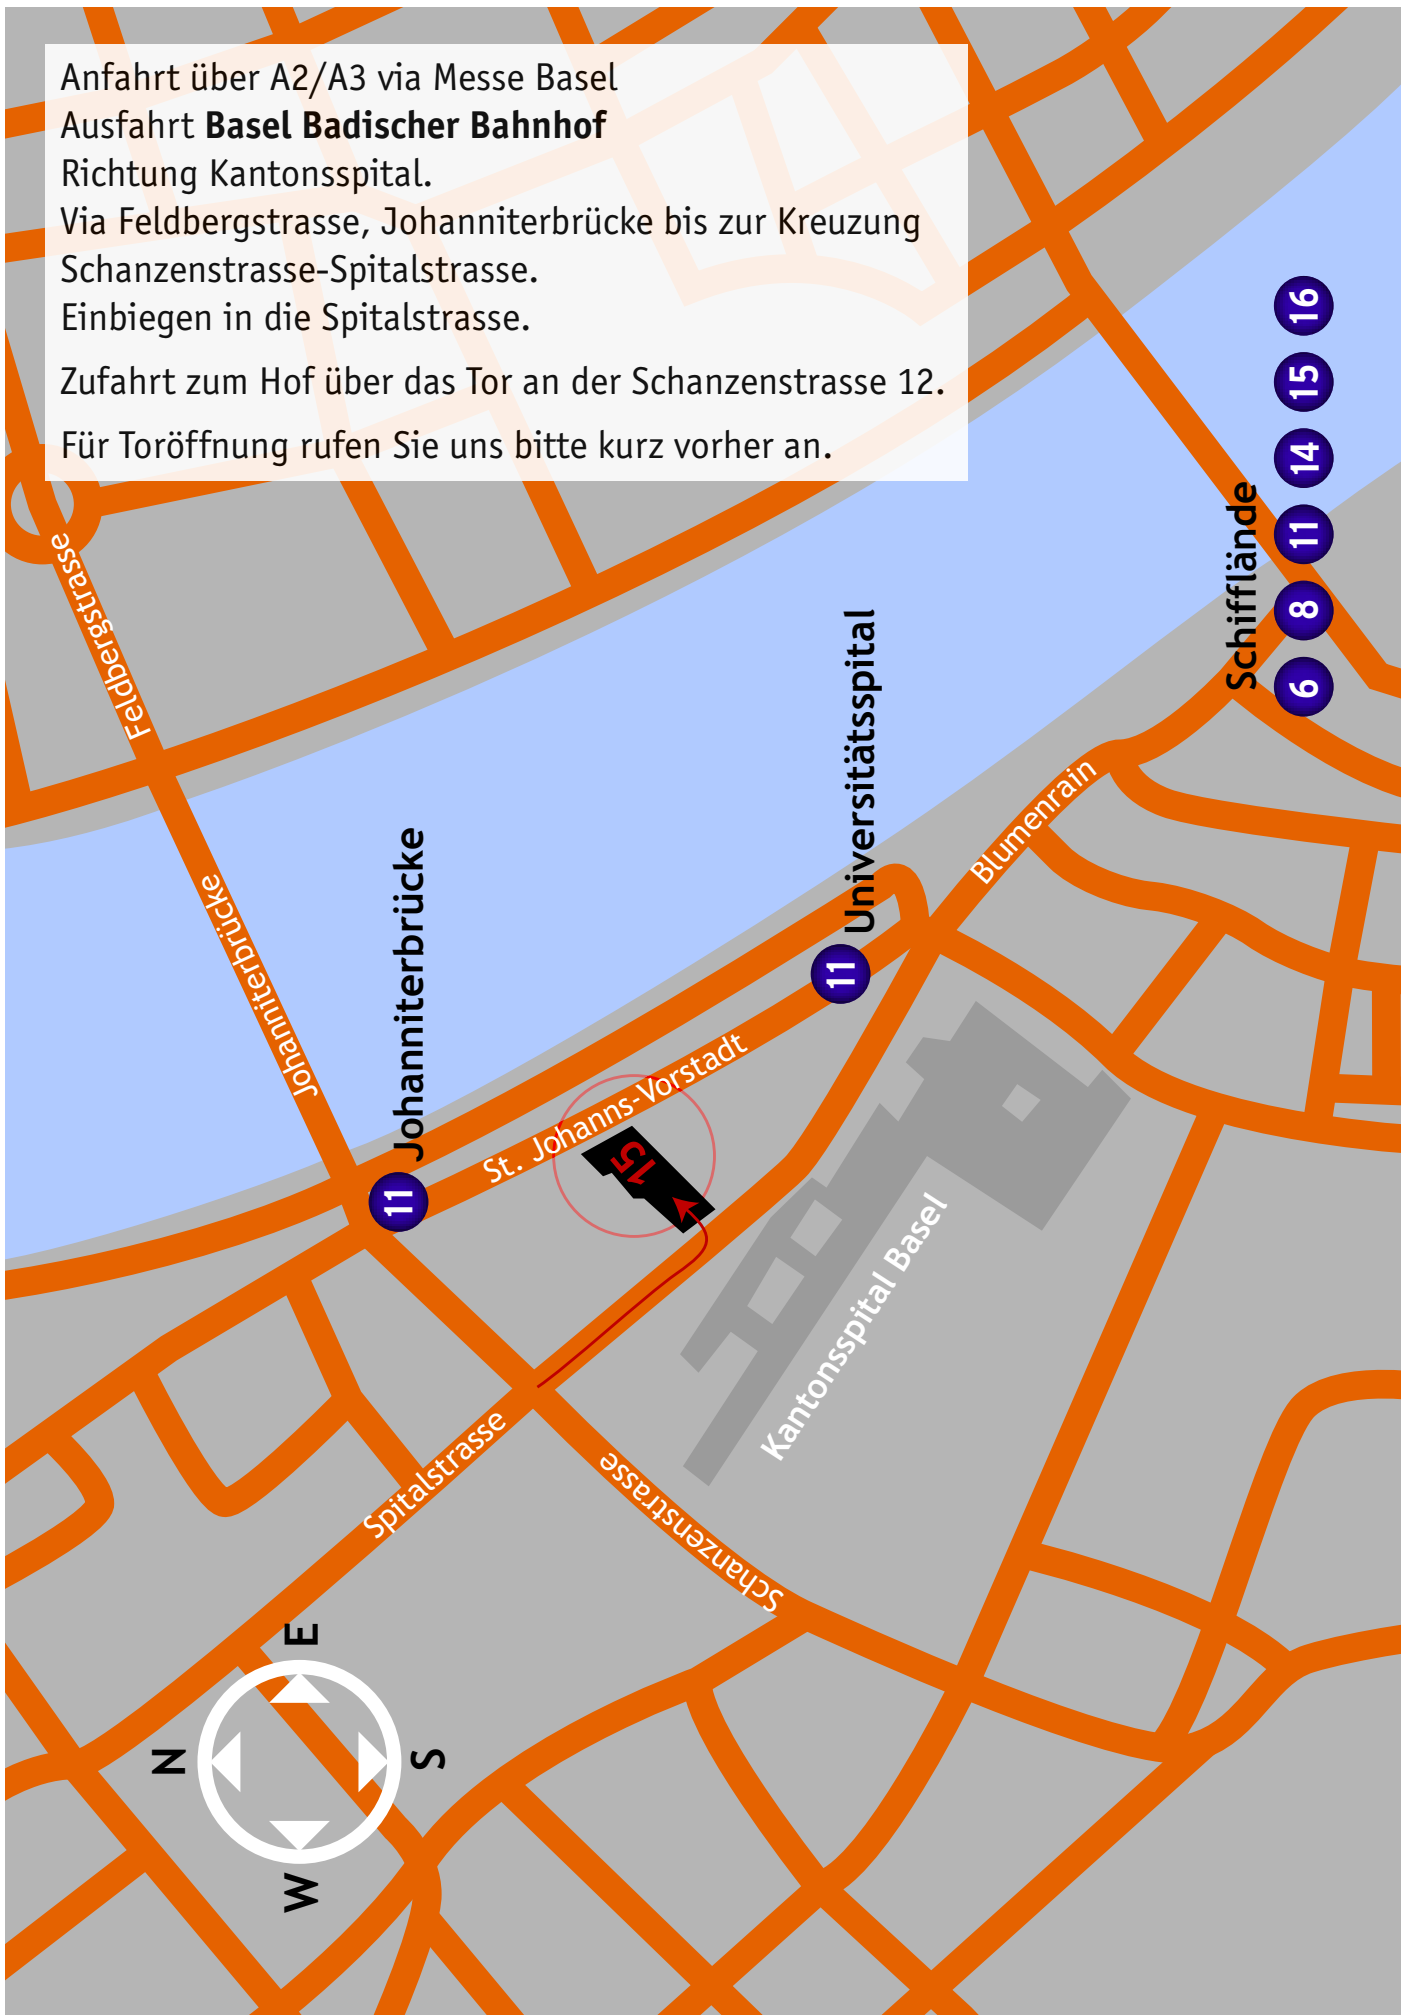 Anfahrt über A2/A3 via Messe Basel
Ausfahrt Basel Badischer Bahnhof
Richtung Kantonsspital.
Via Feldbergstrasse, Johanniterbrücke bis zur Kreuzung
Schanzenstrasse-Spitalstrasse.
Einbiegen in die Spitalstrasse.
Zufahrt zum Hof über das Tor an der Schanzenstrasse 12.
Für Toröffnung rufen Sie uns bitte kurz vorher an.
Feldbergstrasse
Johanniterbrücke
Johanniterbrücke
11
Universitätsspital
11
Schifflände
6 8 11 14 15 16
Blumenrain
St. Johanns-Vorstadt
15
Kantonsspital Basel
Spitalstrasse
Schanzenstrasse
N
E
S
W